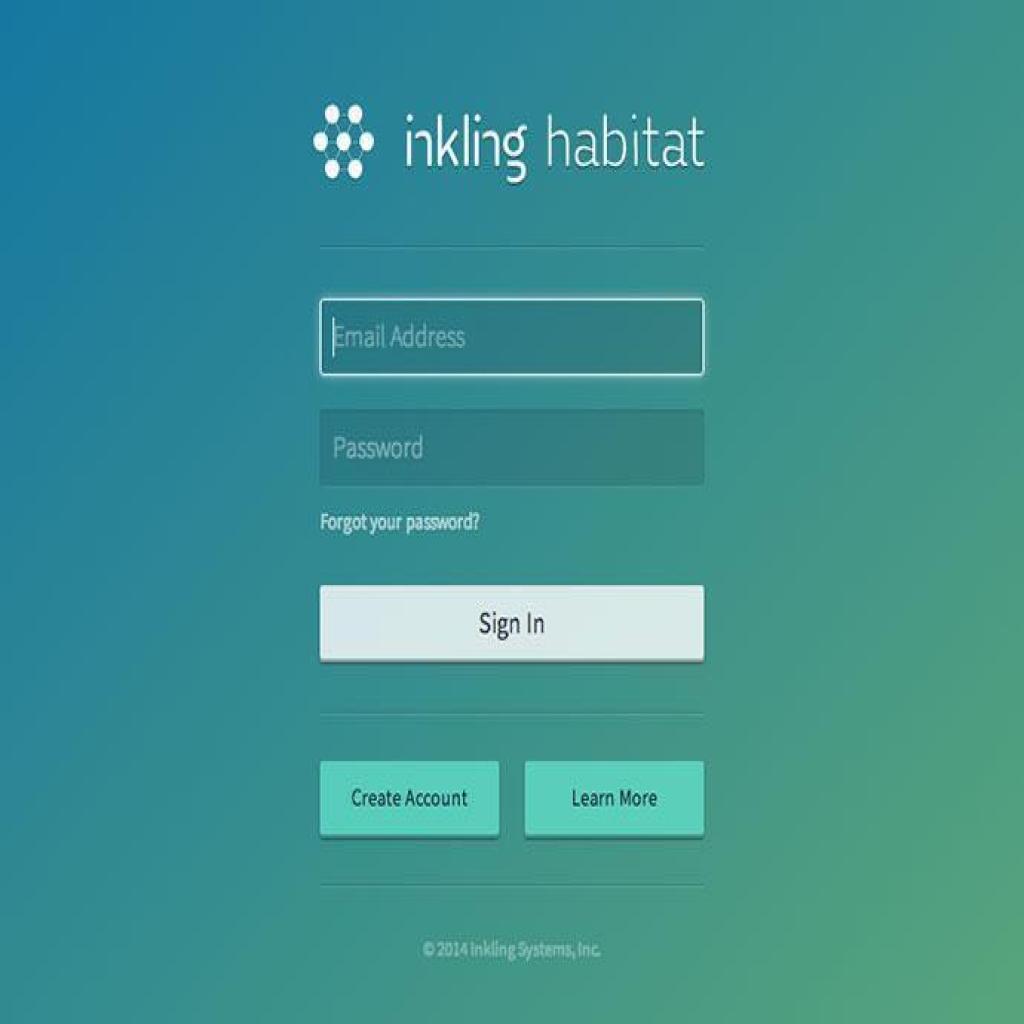 inkling habitat
Email Address
Password
Forgot your password?
Sign In
Create Account
Learn More
© 2014 Inkling Systems, Inc.